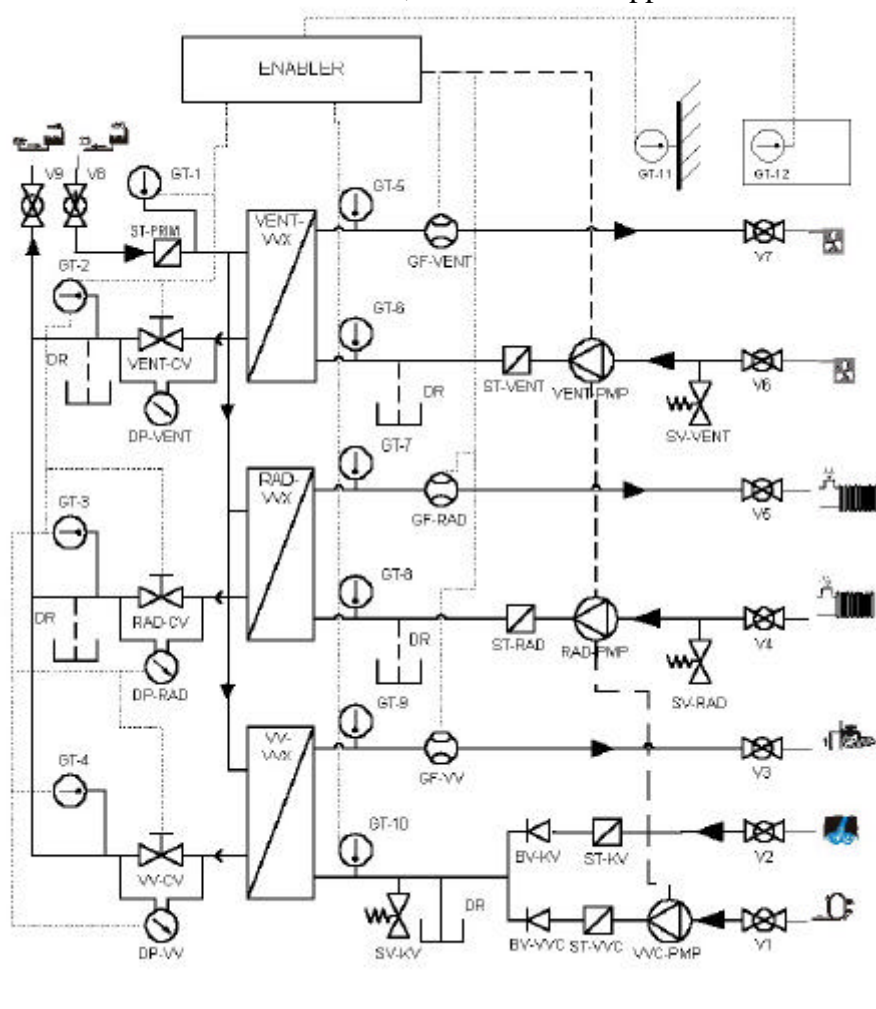 ENABLER
V9
V8
GT-1
GT-11
GT-12
GT-5
VENT-
VVX
ST-PRIM
GF-VENT
V7
GT-2
GT-6
VENT-CV
DR
DR
ST-VENT
VENT-PMP
V6
SV-VENT
DP-VENT
GT-7
RAD-
VVX
GT-3
GF-RAD
V5
GT-8
DR
RAD-CV
DR
ST-RAD
RAD-PMP
V4
DP-RAD
SV-RAD
GT-9
VV-
VVX
GT-4
GF-VV
V3
GT-10
BV-KV
ST-KV
V2
VV-CV
DR
DP-VV
SV-KV
BV-VVC
ST-VVC
VVC-PMP
V1